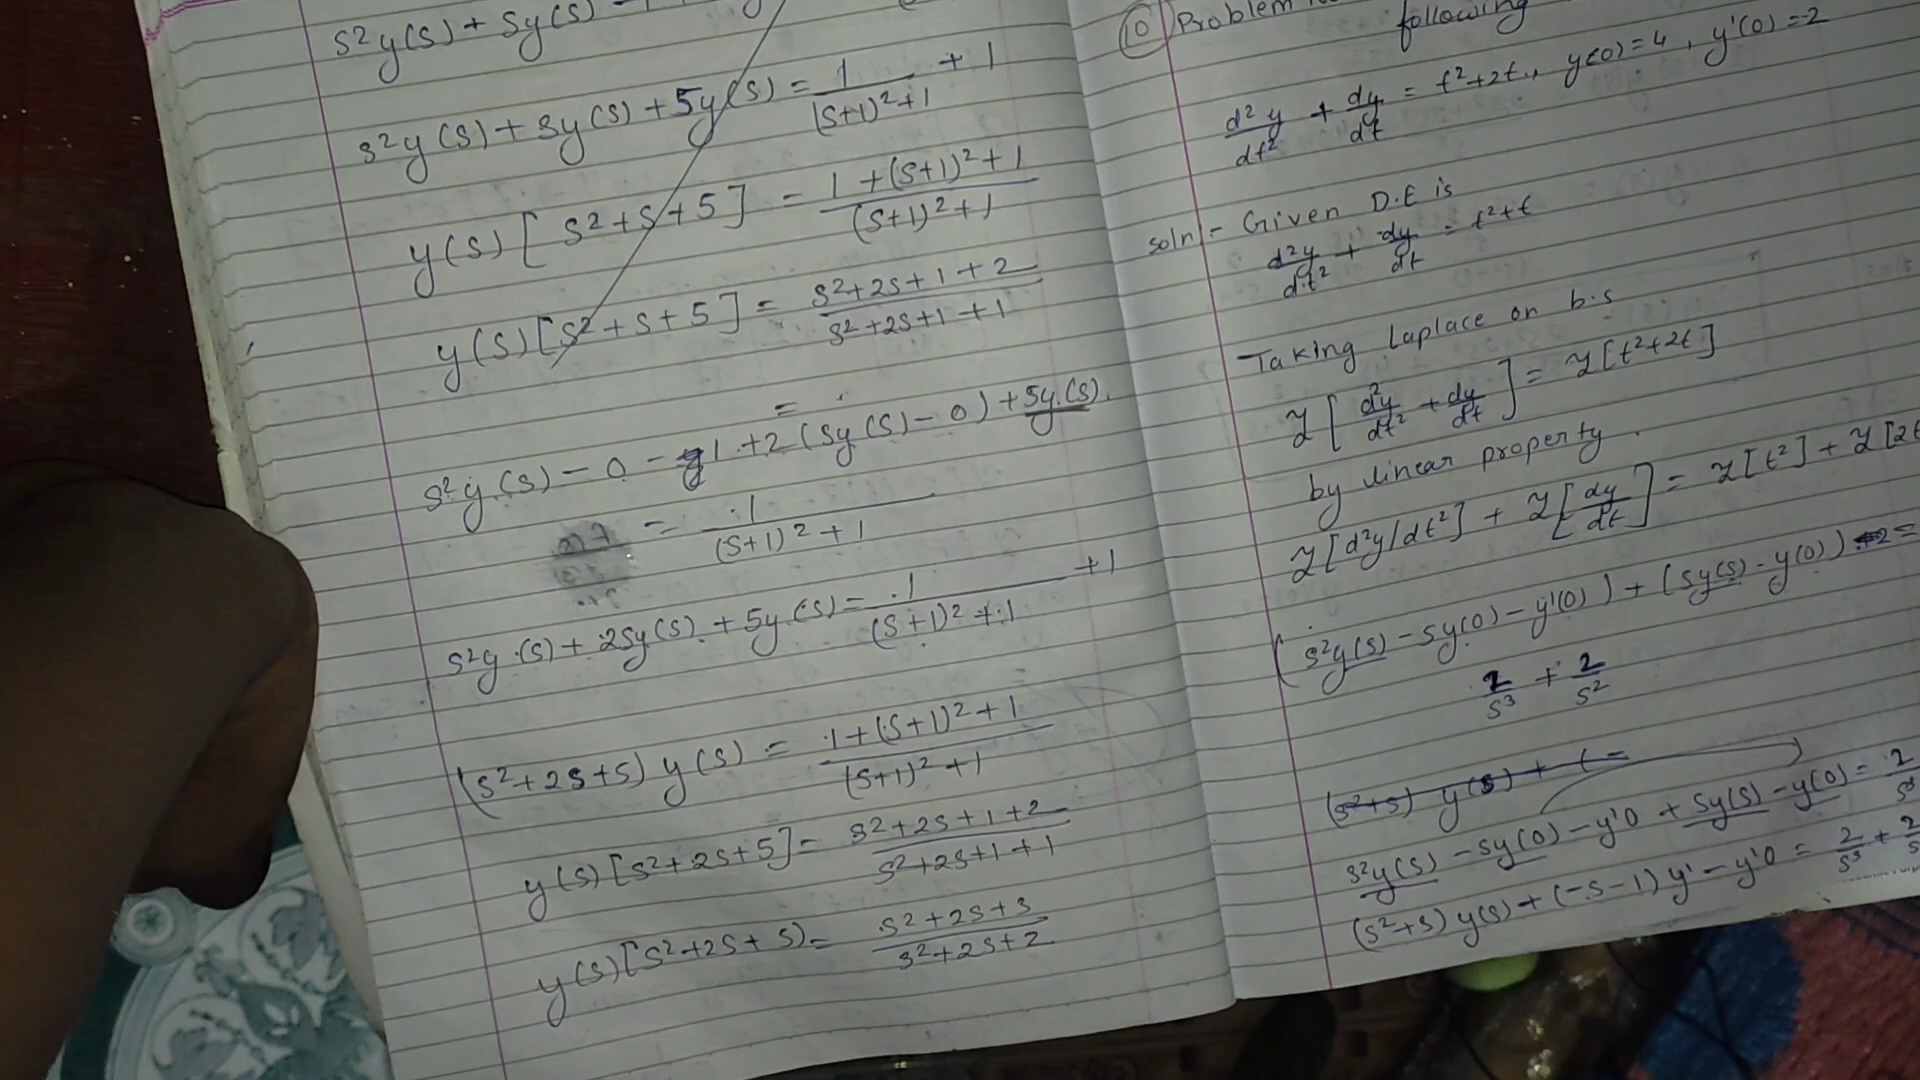 s²y(s) + sy(s)
s²y(s) + sy(s) + 5y(s) = 1/((s+1)²+1) + 1
y(s) [s²+s+5] = (1+(s+1)²+1)/((s+1)²+1)
y(s) [s²+s+5] = (s²+2s+1+2)/(s²+2s+1+1)
=
s²y(s) - 0 - 1 + 2(sy(s) - 0) + 5y(s)
= 1/((s+1)²+1)
s²y(s) + 2sy(s) + 5y(s) = 1/((s+1)²+1) + 1
(s²+2s+5) y(s) = (1+(s+1)²+1)/((s+1)²+1)
y(s) [s²+2s+5] = (s²+2s+1+2)/(s²+2s+1+1)
y(s) [s²+2s+5) = (s²+2s+3)/(s²+2s+2)
10 Problem
following
d²y/dt² + dy/dt = t²+2t, y(0)=4, y'(0)=-2
soln - Given D.E is
d²y/dt² + dy/dt = t²+t
Taking Laplace on b.s
ℒ[d²y/dt² + dy/dt] = ℒ[t²+2t]
by linear property.
ℒ[d²y/dt²] + ℒ[dy/dt] = ℒ[t²] + ℒ[2t
(s²y(s) - sy(0) - y'(0)) + (sy(s) - y(0)) =
2/s³ + 2/s²
(s²+s) y(s) + ( =
s²y(s) - sy(0) - y'0 + sy(s) - y(0) = 2/s³
(s²+s) y(s) + (-s-1) y' - y'0 = 2/s³ + 2/s